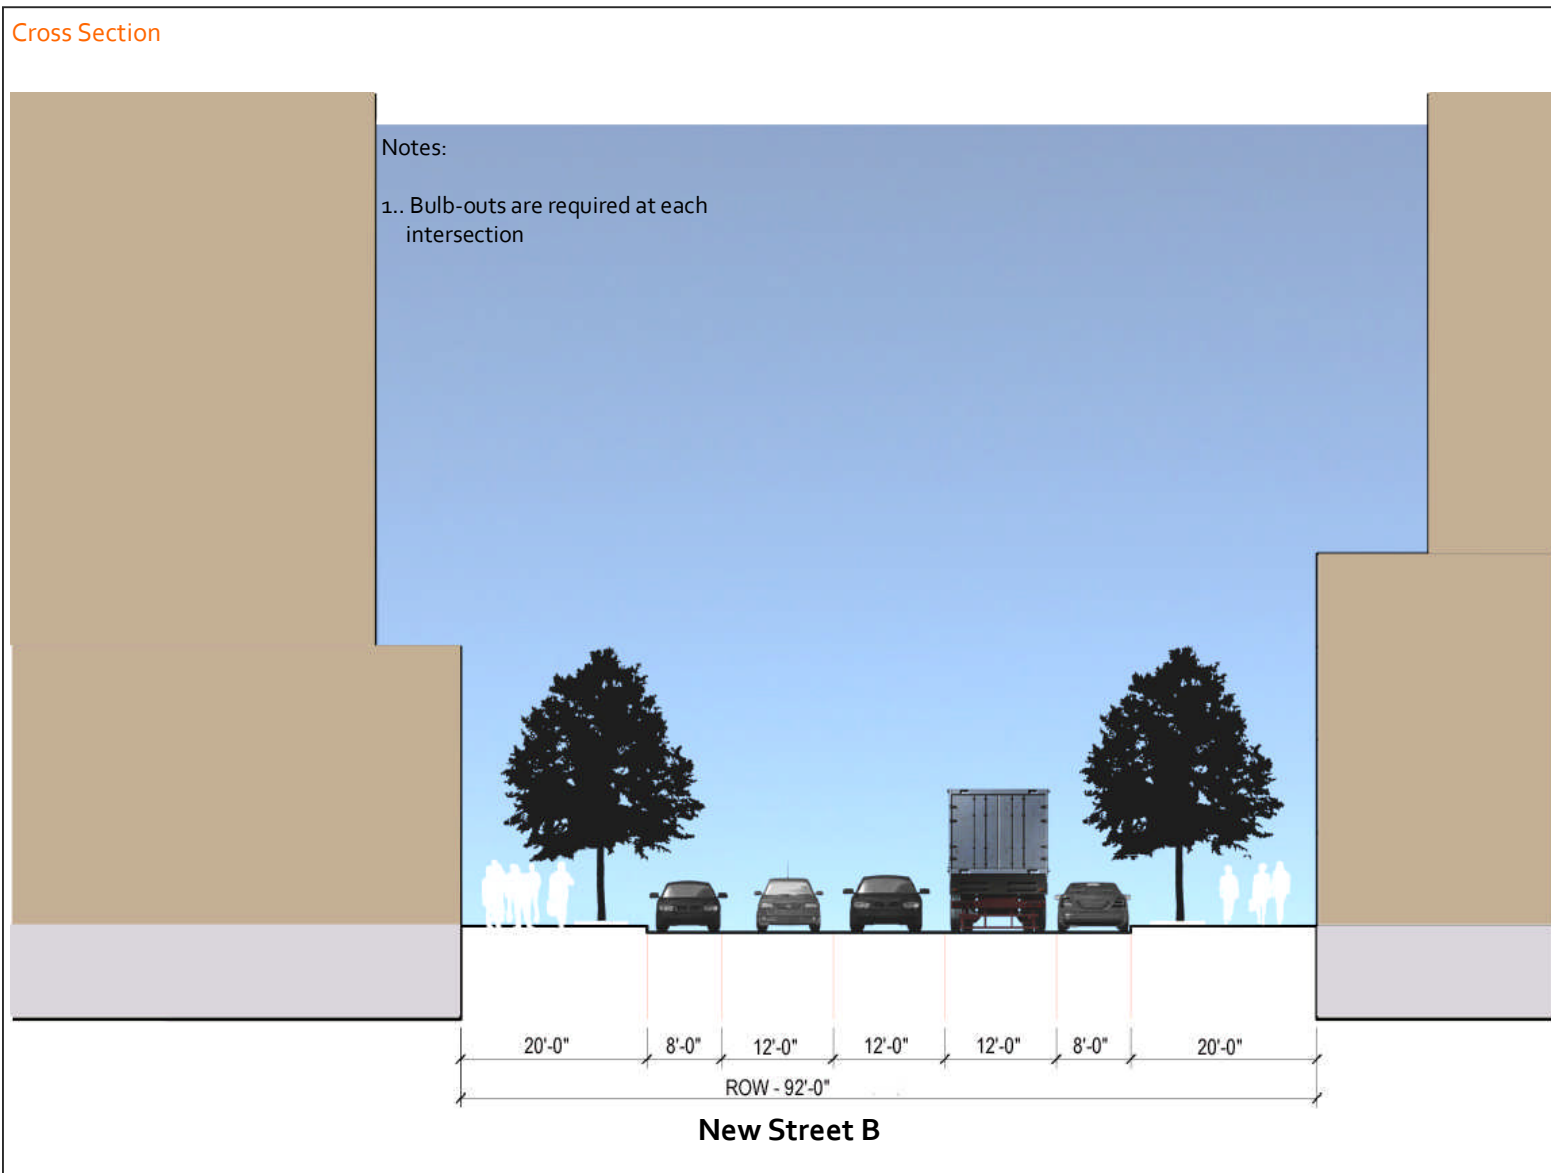 Cross Section
Notes:
1.. Bulb-outs are required at each
intersection
20'-0" 8'-0" 12'-0" 12'-0" 12'-0" 8'-0" 20'-0"
ROW - 92'-0"
New Street B